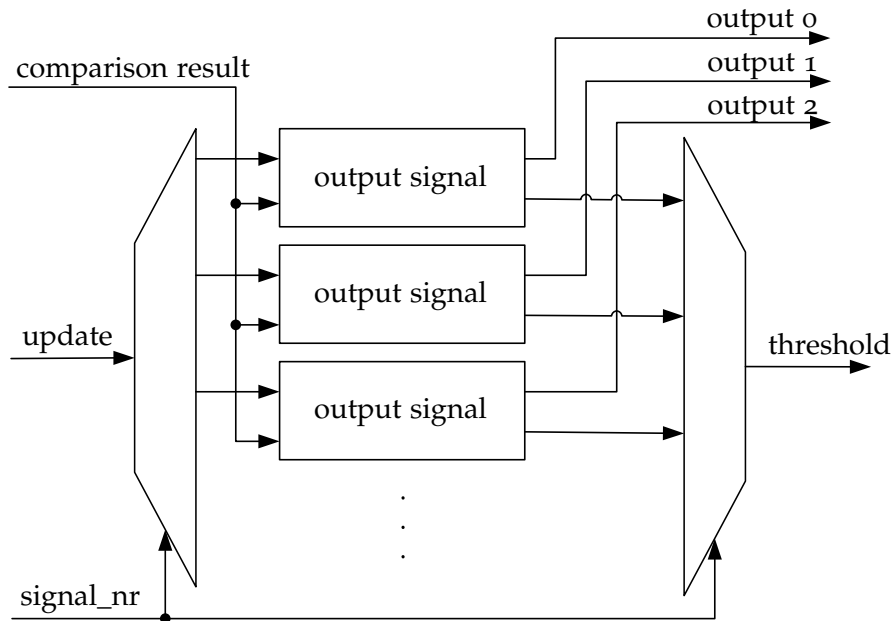 output 0
comparison result
output 1
output 2
output signal
output signal
update
threshold
output signal
signal_nr